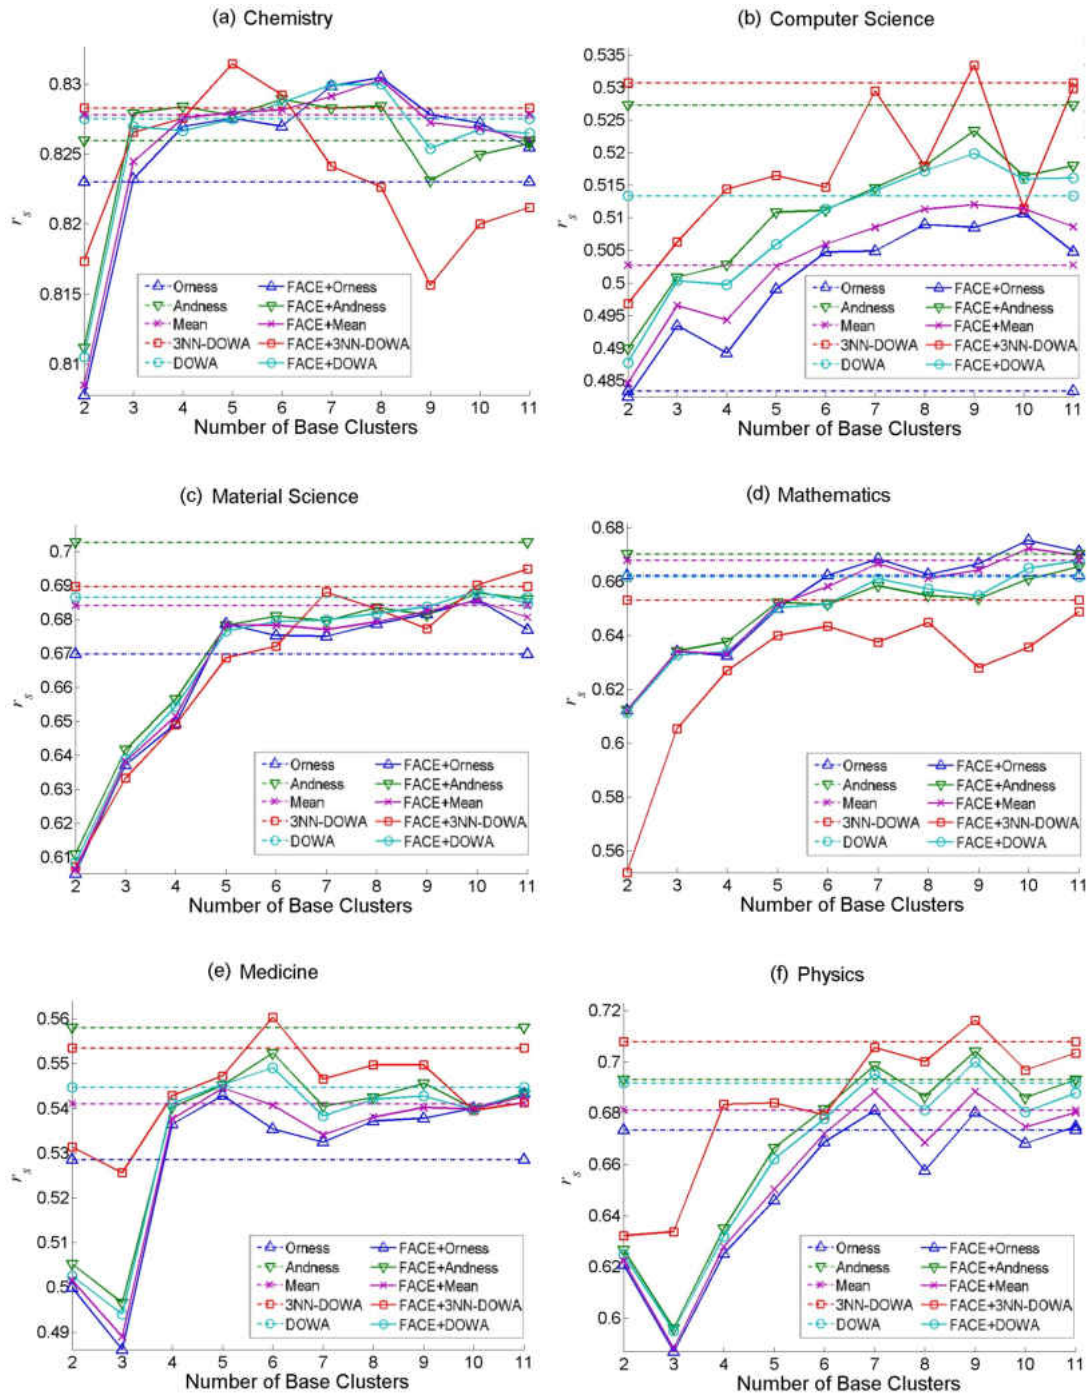 (a) Chemistry
0.83
0.825
0.82
0.815
0.81
r_s
Orness FACE+Orness
Andness FACE+Andness
Mean FACE+Mean
3NN-DOWA FACE+3NN-DOWA
DOWA FACE+DOWA
2 3 4 5 6 7 8 9 10 11
Number of Base Clusters
(b) Computer Science
0.535
0.53
0.525
0.52
0.515
0.51
0.505
0.5
0.495
0.49
0.485
r_s
Orness FACE+Orness
Andness FACE+Andness
Mean FACE+Mean
3NN-DOWA FACE+3NN-DOWA
DOWA FACE+DOWA
2 3 4 5 6 7 8 9 10 11
Number of Base Clusters
(c) Material Science
0.7
0.69
0.68
0.67
0.66
0.65
0.64
0.63
0.62
0.61
r_s
Orness FACE+Orness
Andness FACE+Andness
Mean FACE+Mean
3NN-DOWA FACE+3NN-DOWA
DOWA FACE+DOWA
2 3 4 5 6 7 8 9 10 11
Number of Base Clusters
(d) Mathematics
0.68
0.66
0.64
0.62
0.6
0.58
0.56
r_s
Orness FACE+Orness
Andness FACE+Andness
Mean FACE+Mean
3NN-DOWA FACE+3NN-DOWA
DOWA FACE+DOWA
2 3 4 5 6 7 8 9 10 11
Number of Base Clusters
(e) Medicine
0.56
0.55
0.54
0.53
0.52
0.51
0.5
0.49
r_s
Orness FACE+Orness
Andness FACE+Andness
Mean FACE+Mean
3NN-DOWA FACE+3NN-DOWA
DOWA FACE+DOWA
2 3 4 5 6 7 8 9 10 11
Number of Base Clusters
(f) Physics
0.72
0.7
0.68
0.66
0.64
0.62
0.6
r_s
Orness FACE+Orness
Andness FACE+Andness
Mean FACE+Mean
3NN-DOWA FACE+3NN-DOWA
DOWA FACE+DOWA
2 3 4 5 6 7 8 9 10 11
Number of Base Clusters